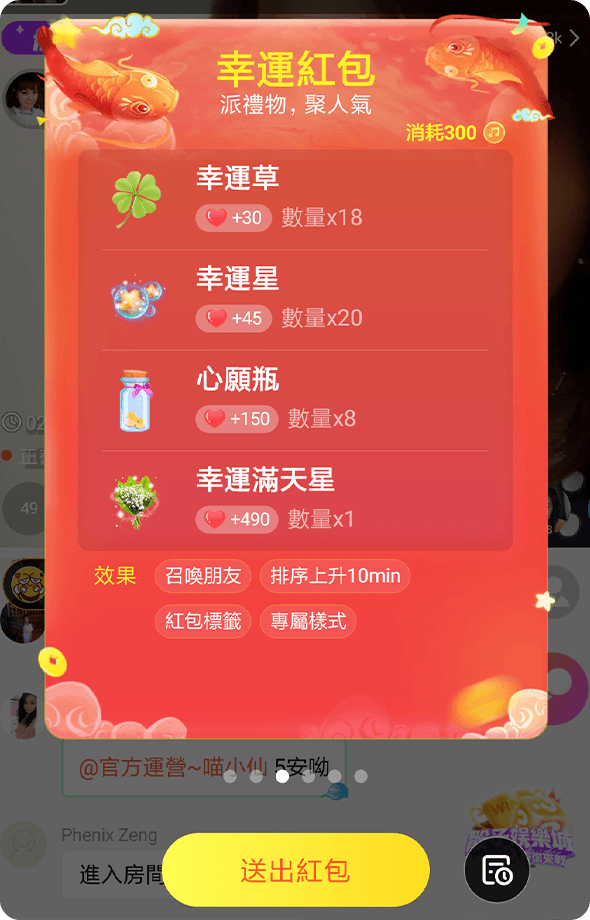 幸運紅包
派禮物，聚人氣
消耗300
幸運草
+30 數量x18
幸運星
+45 數量x20
心願瓶
+150 數量x8
幸運滿天星
+490 數量x1
效果 召喚朋友 排序上升10min
紅包標籤 專屬樣式
49
@官方運營~喵小仙 5安呦
Phenix Zeng
進入房間
送出紅包